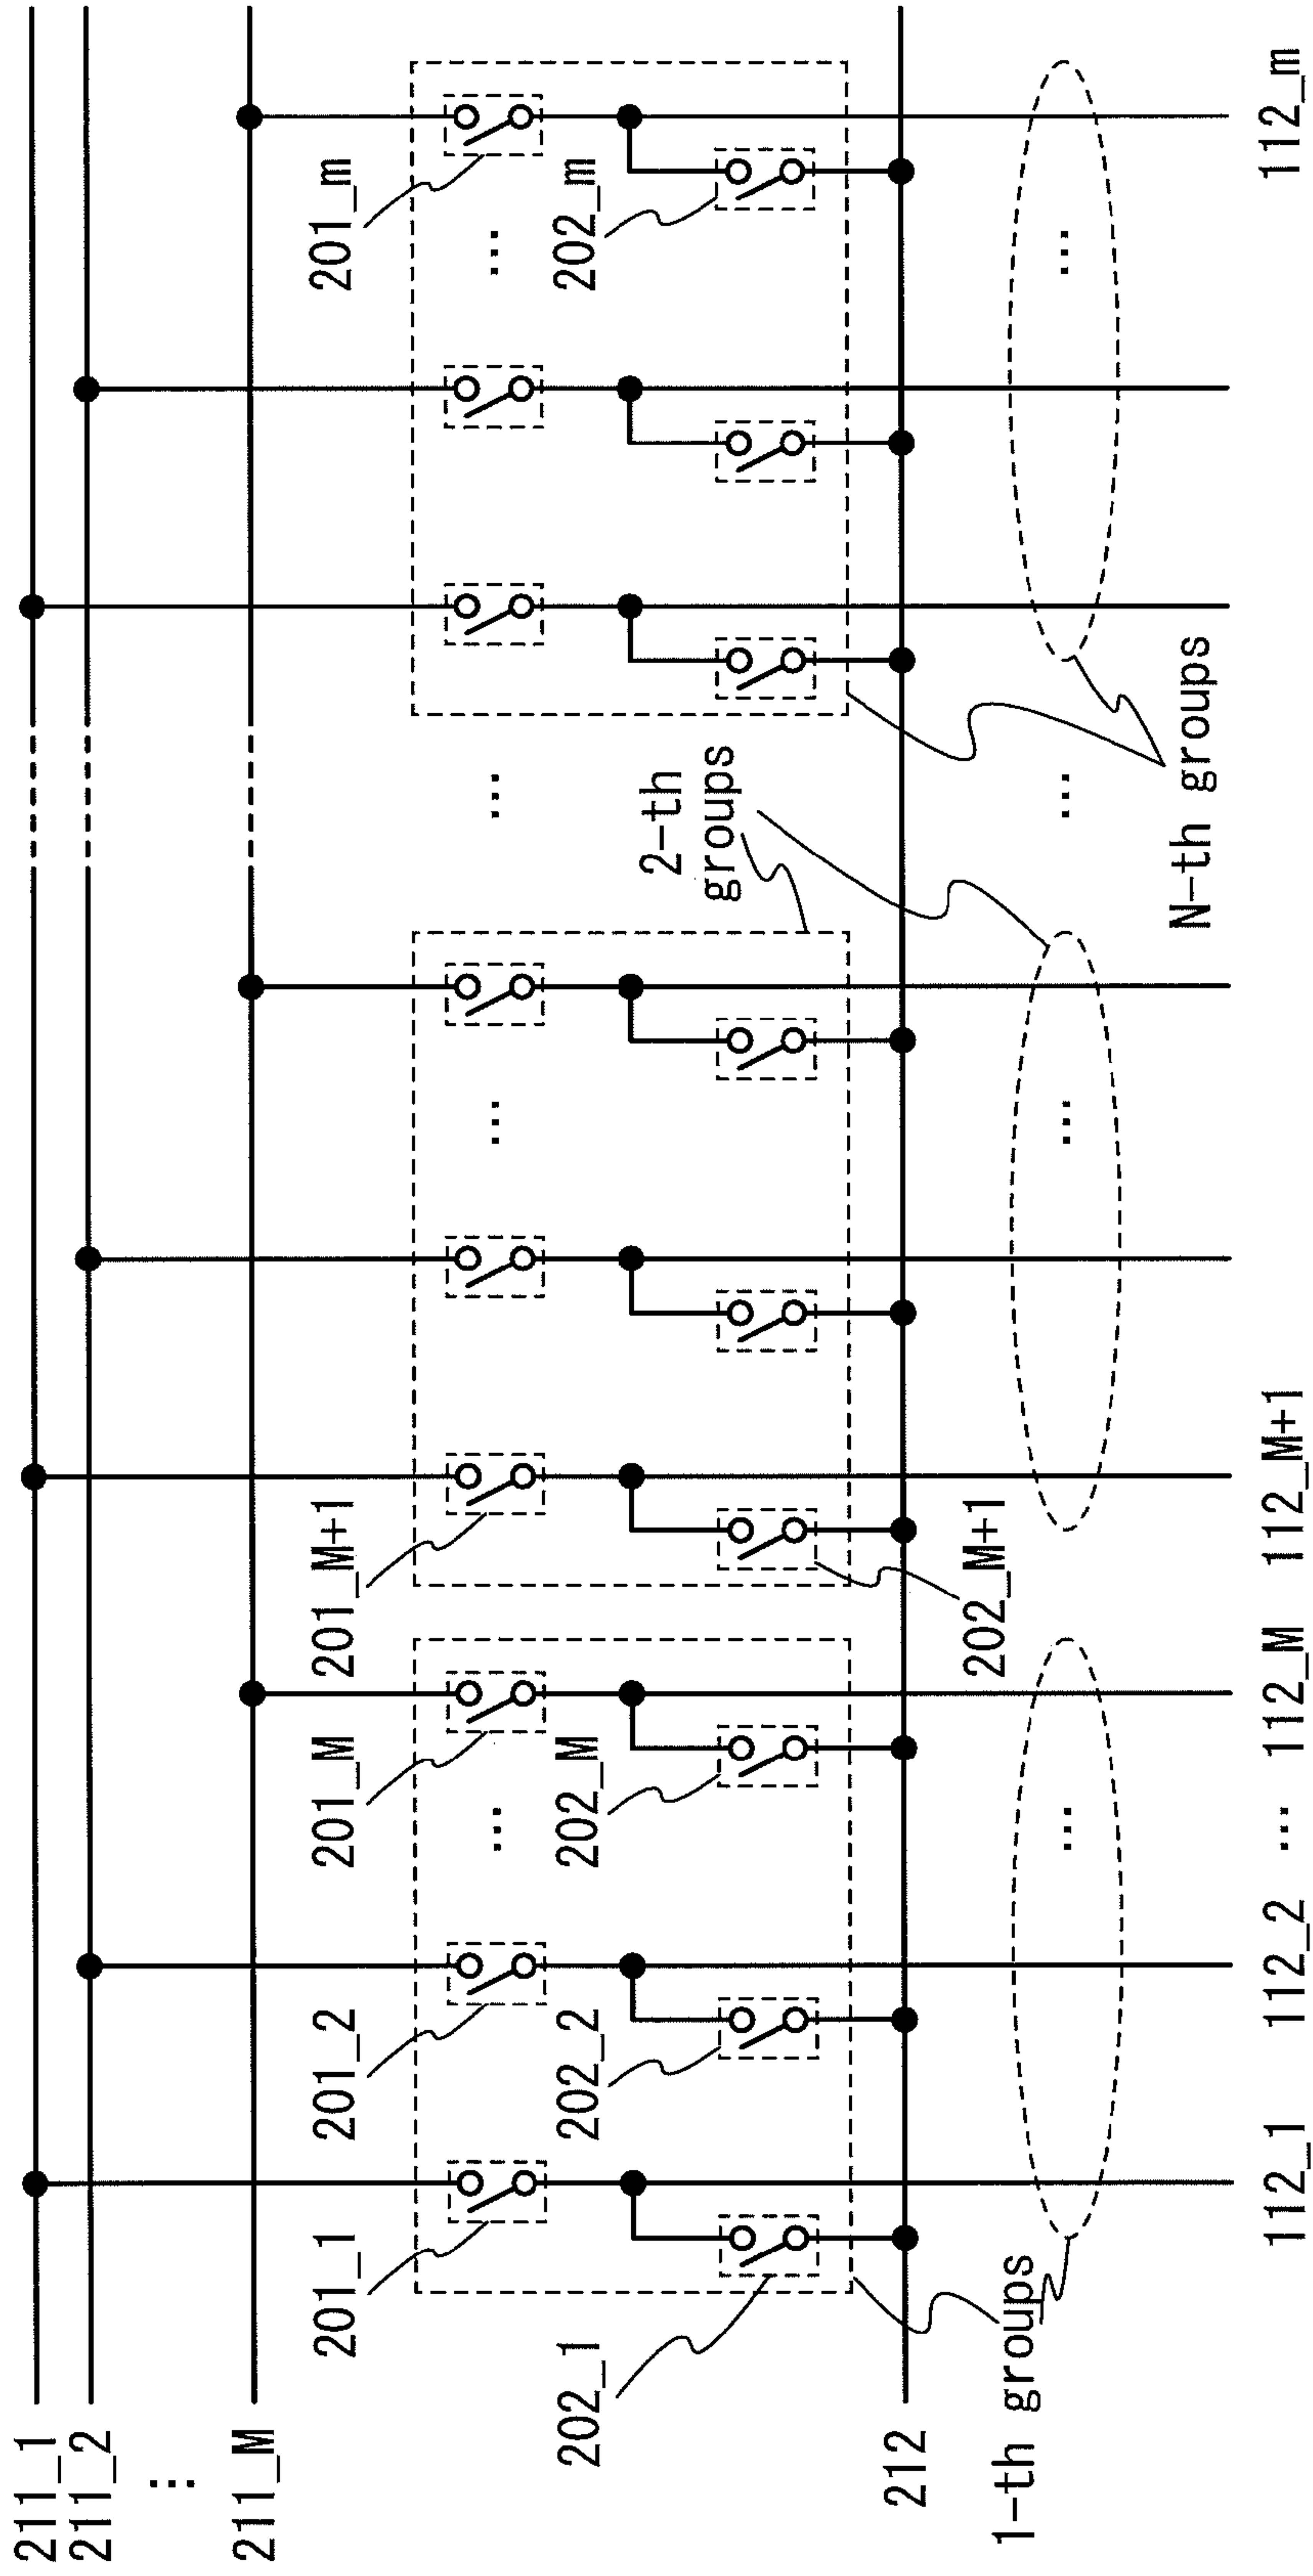 211_1
211_2
...
211_M
201_1
201_2
...
201_M
201_M+1
...
...
201_m
...
202_1
202_2
202_M
2-th
groups
202_m
212
202_M+1
1-th groups
...
...
...
...
N-th groups
112_1 112_2 ... 112_M 112_M+1 112_m